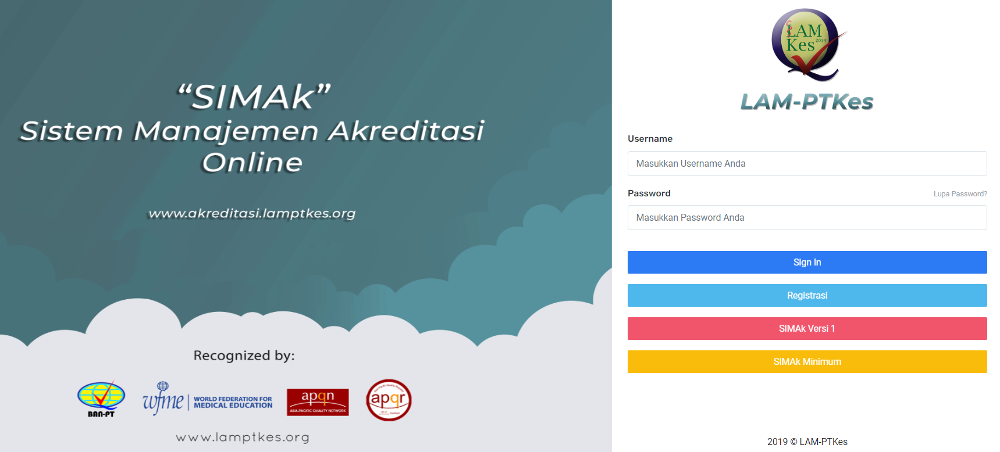 “SIMAk”
Sistem Manajemen Akreditasi
Online
www.akreditasi.lamptkes.org
Recognized by:
BAN-PT
wfme
WORLD FEDERATION FOR
MEDICAL EDUCATION
apqn
ASIA-PACIFIC QUALITY NETWORK
apqr
www.lamptkes.org
LAM
Kes 2014
LAM-PTKes
Username
Masukkan Username Anda
Password
Lupa Password?
Masukkan Password Anda
Sign In
Registrasi
SIMAk Versi 1
SIMAk Minimum
2019 © LAM-PTKes